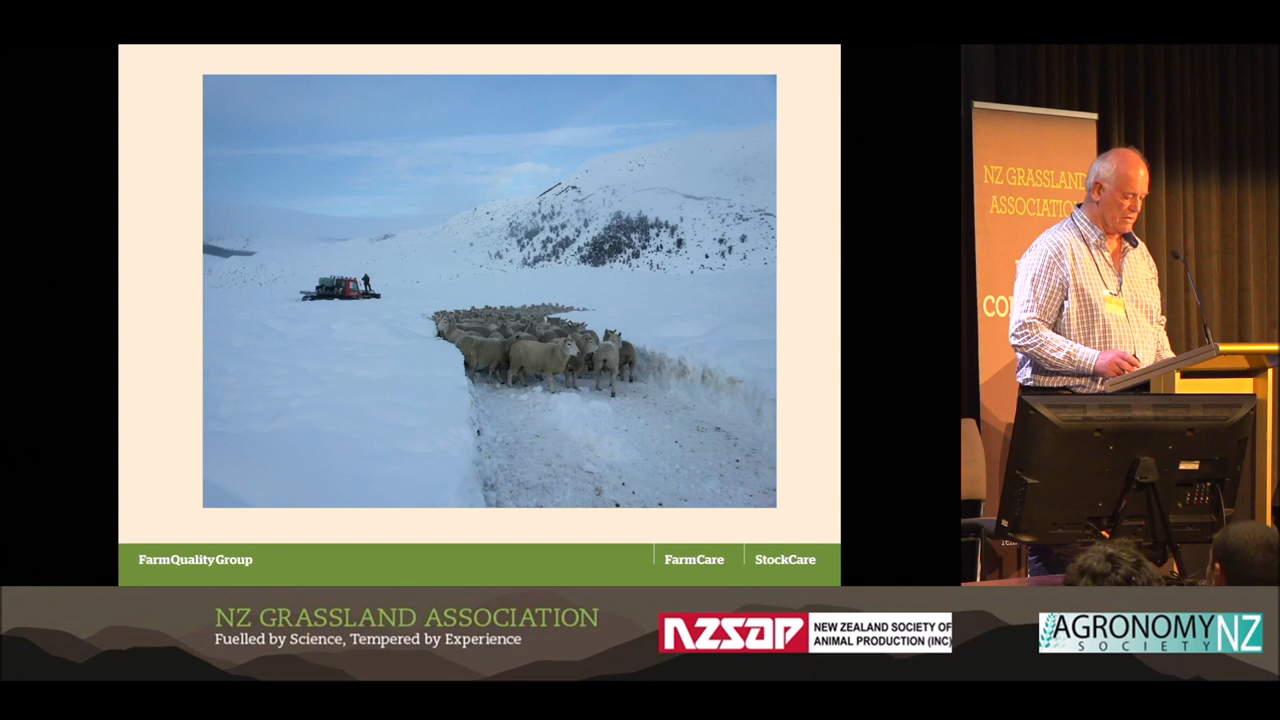 NZ GRASSLAND
ASSOCIATION
FarmQualityGroup
FarmCare
StockCare
NZ GRASSLAND ASSOCIATION
Fuelled by Science, Tempered by Experience
NZSAP
NEW ZEALAND SOCIETY OF
ANIMAL PRODUCTION (INC)
AGRONOMY NZ
SOCIETY